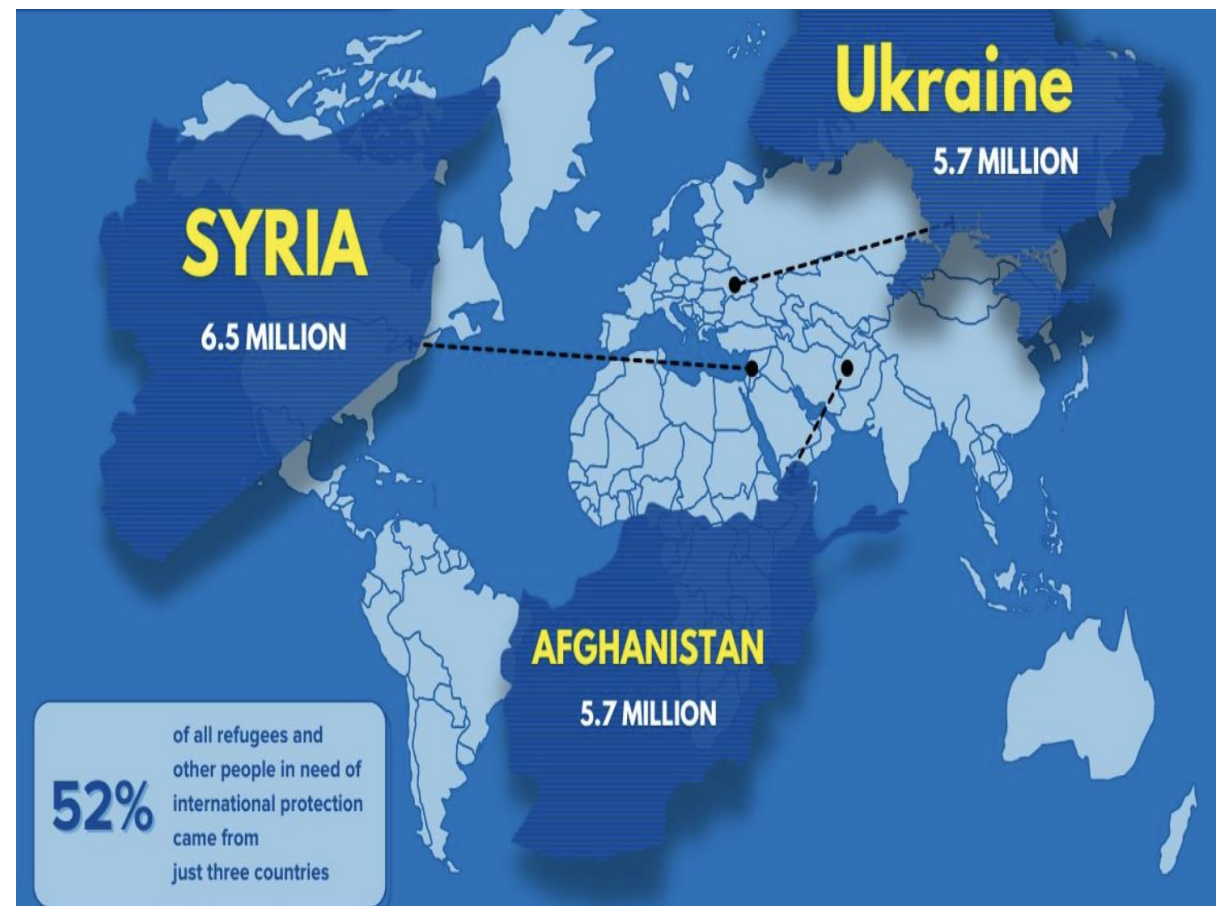 Ukraine
5.7 MILLION
SYRIA
6.5 MILLION
AFGHANISTAN
5.7 MILLION
52%
of all refugees and
other people in need of
international protection
came from
just three countries